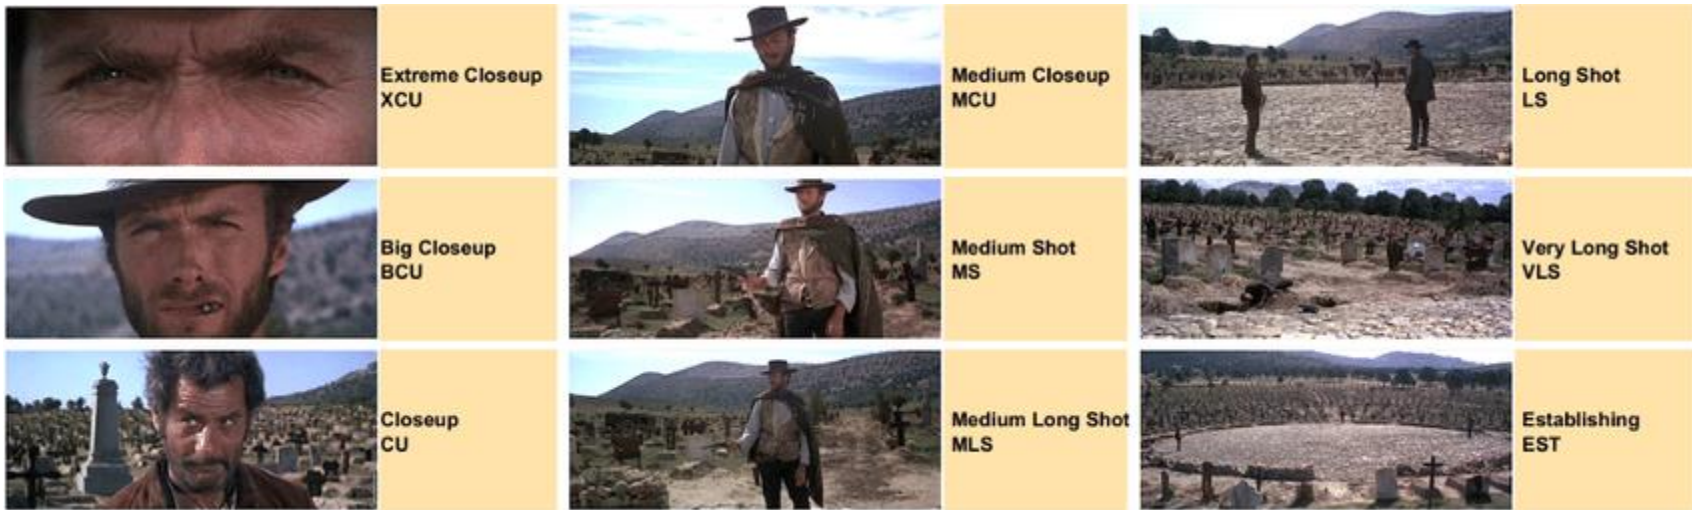 Extreme Closeup
XCU
Big Closeup
BCU
Closeup
CU
Medium Closeup
MCU
Medium Shot
MS
Medium Long Shot
MLS
Long Shot
LS
Very Long Shot
VLS
Establishing
EST